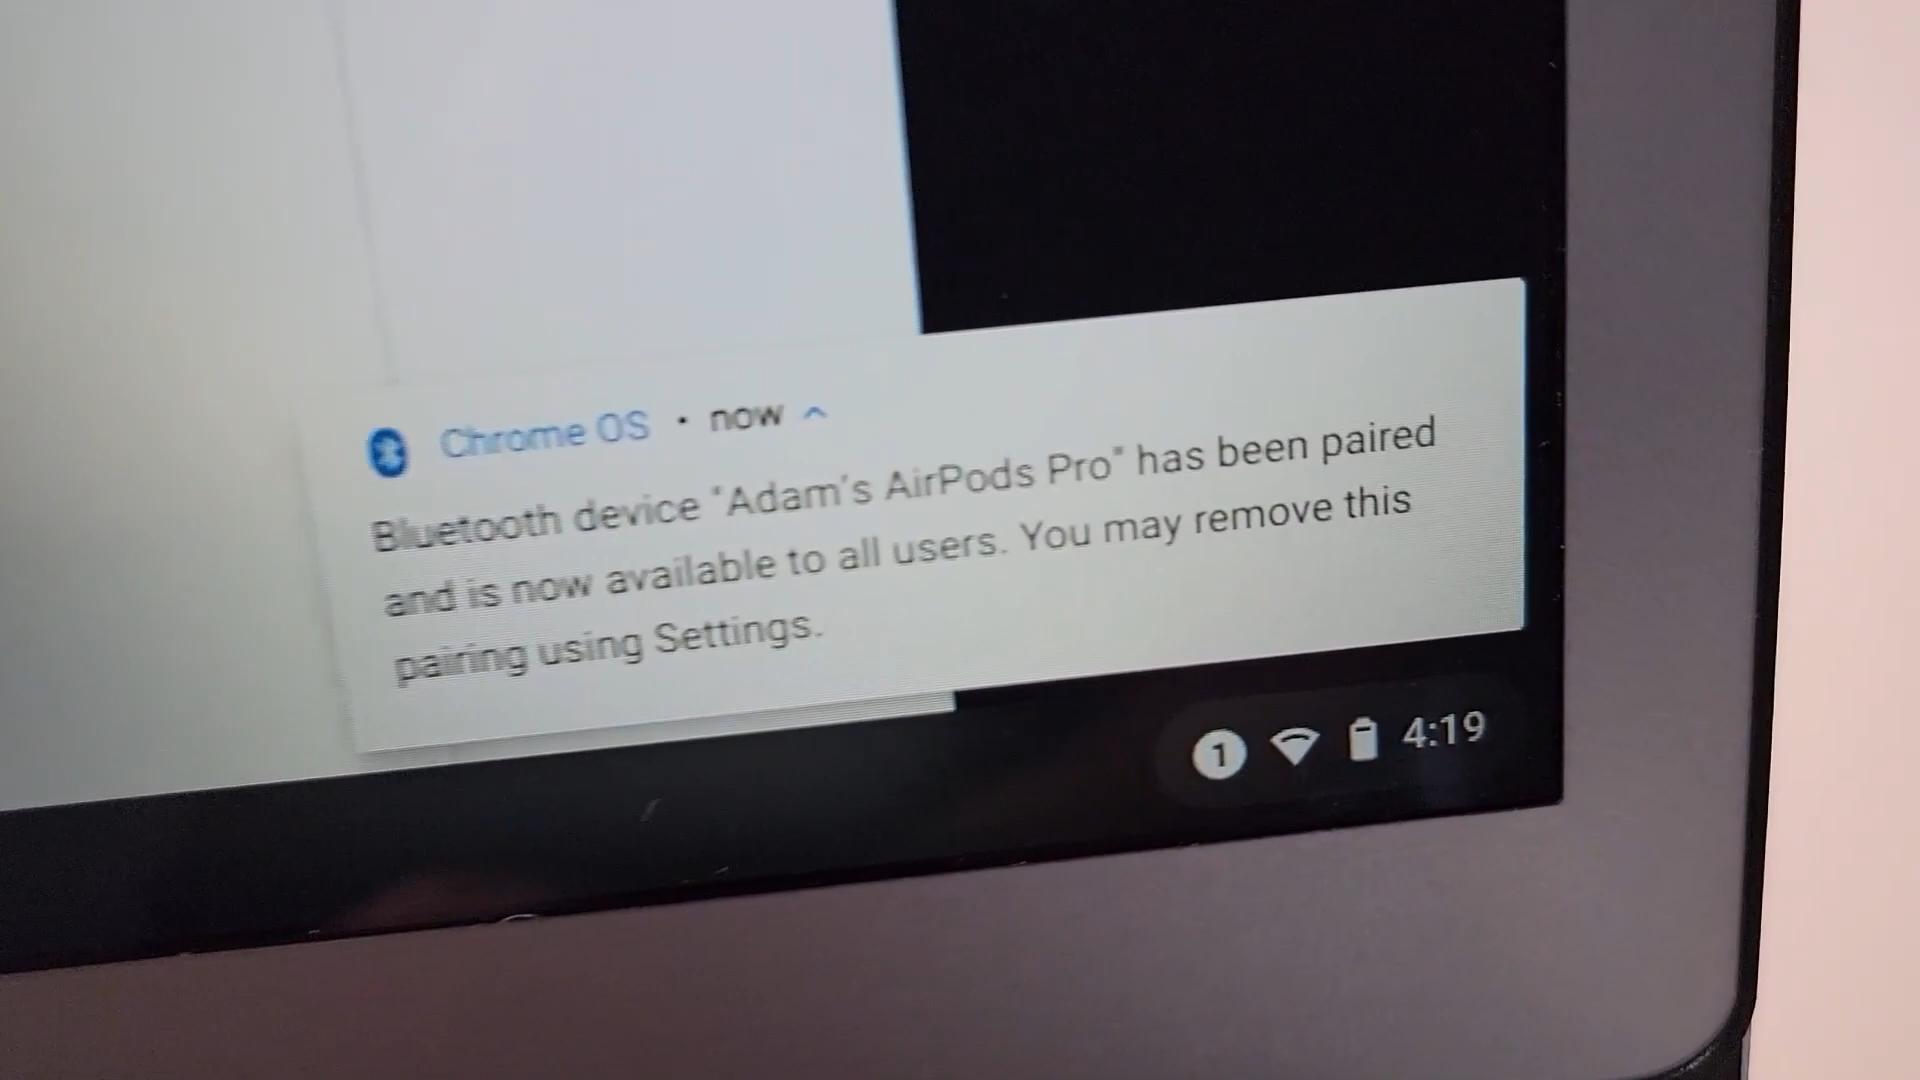 Chrome OS • now
Bluetooth device "Adam's AirPods Pro" has been paired
and is now available to all users. You may remove this
pairing using Settings.
1 4:19